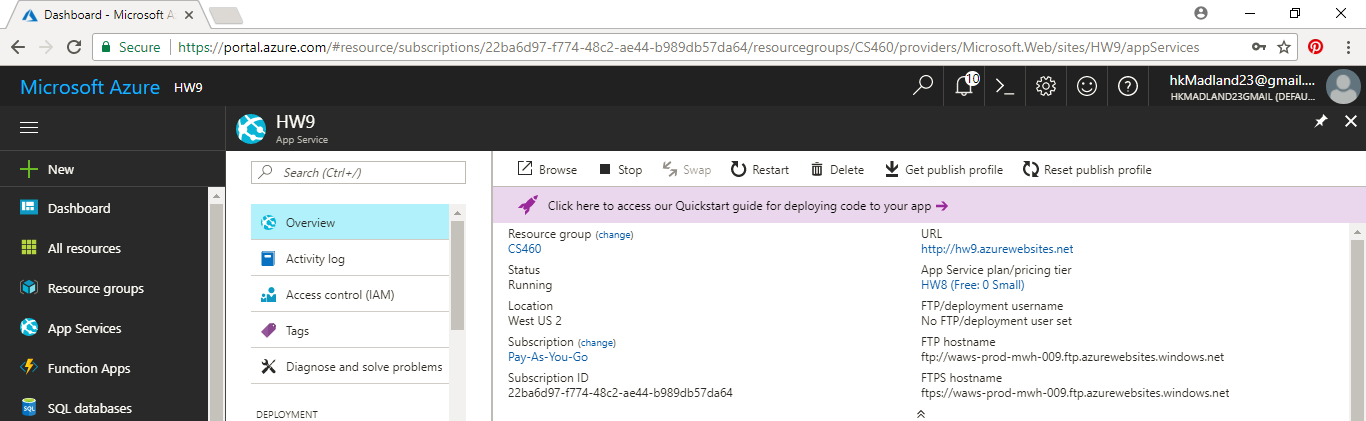 Dashboard - Microsoft A
Secure https://portal.azure.com/#resource/subscriptions/22ba6d97-f774-48c2-ae44-b989db57da64/resourcegroups/CS460/providers/Microsoft.Web/sites/HW9/appServices
Microsoft Azure HW9
10
hkMadland23@gmail....
HKMADLAND23GMAIL (DEFAU...
HW9
App Service
New
Dashboard
All resources
Resource groups
App Services
Function Apps
SQL databases
Search (Ctrl+/)
Overview
Activity log
Access control (IAM)
Tags
Diagnose and solve problems
DEPLOYMENT
Browse Stop Swap Restart Delete Get publish profile Reset publish profile
Click here to access our Quickstart guide for deploying code to your app
Resource group (change)
CS460
Status
Running
Location
West US 2
Subscription (change)
Pay-As-You-Go
Subscription ID
22ba6d97-f774-48c2-ae44-b989db57da64
URL
http://hw9.azurewebsites.net
App Service plan/pricing tier
HW8 (Free: 0 Small)
FTP/deployment username
No FTP/deployment user set
FTP hostname
ftp://waws-prod-mwh-009.ftp.azurewebsites.windows.net
FTPS hostname
ftps://waws-prod-mwh-009.ftp.azurewebsites.windows.net